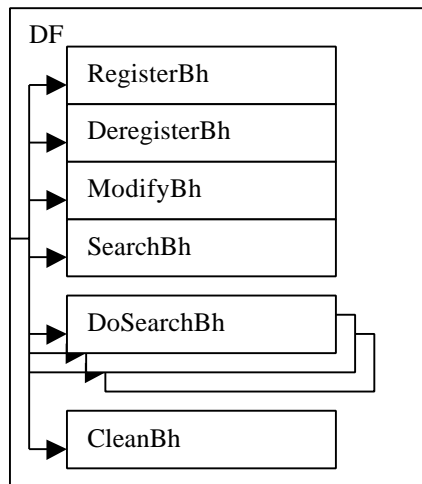 DF
RegisterBh
DeregisterBh
ModifyBh
SearchBh
DoSearchBh
CleanBh